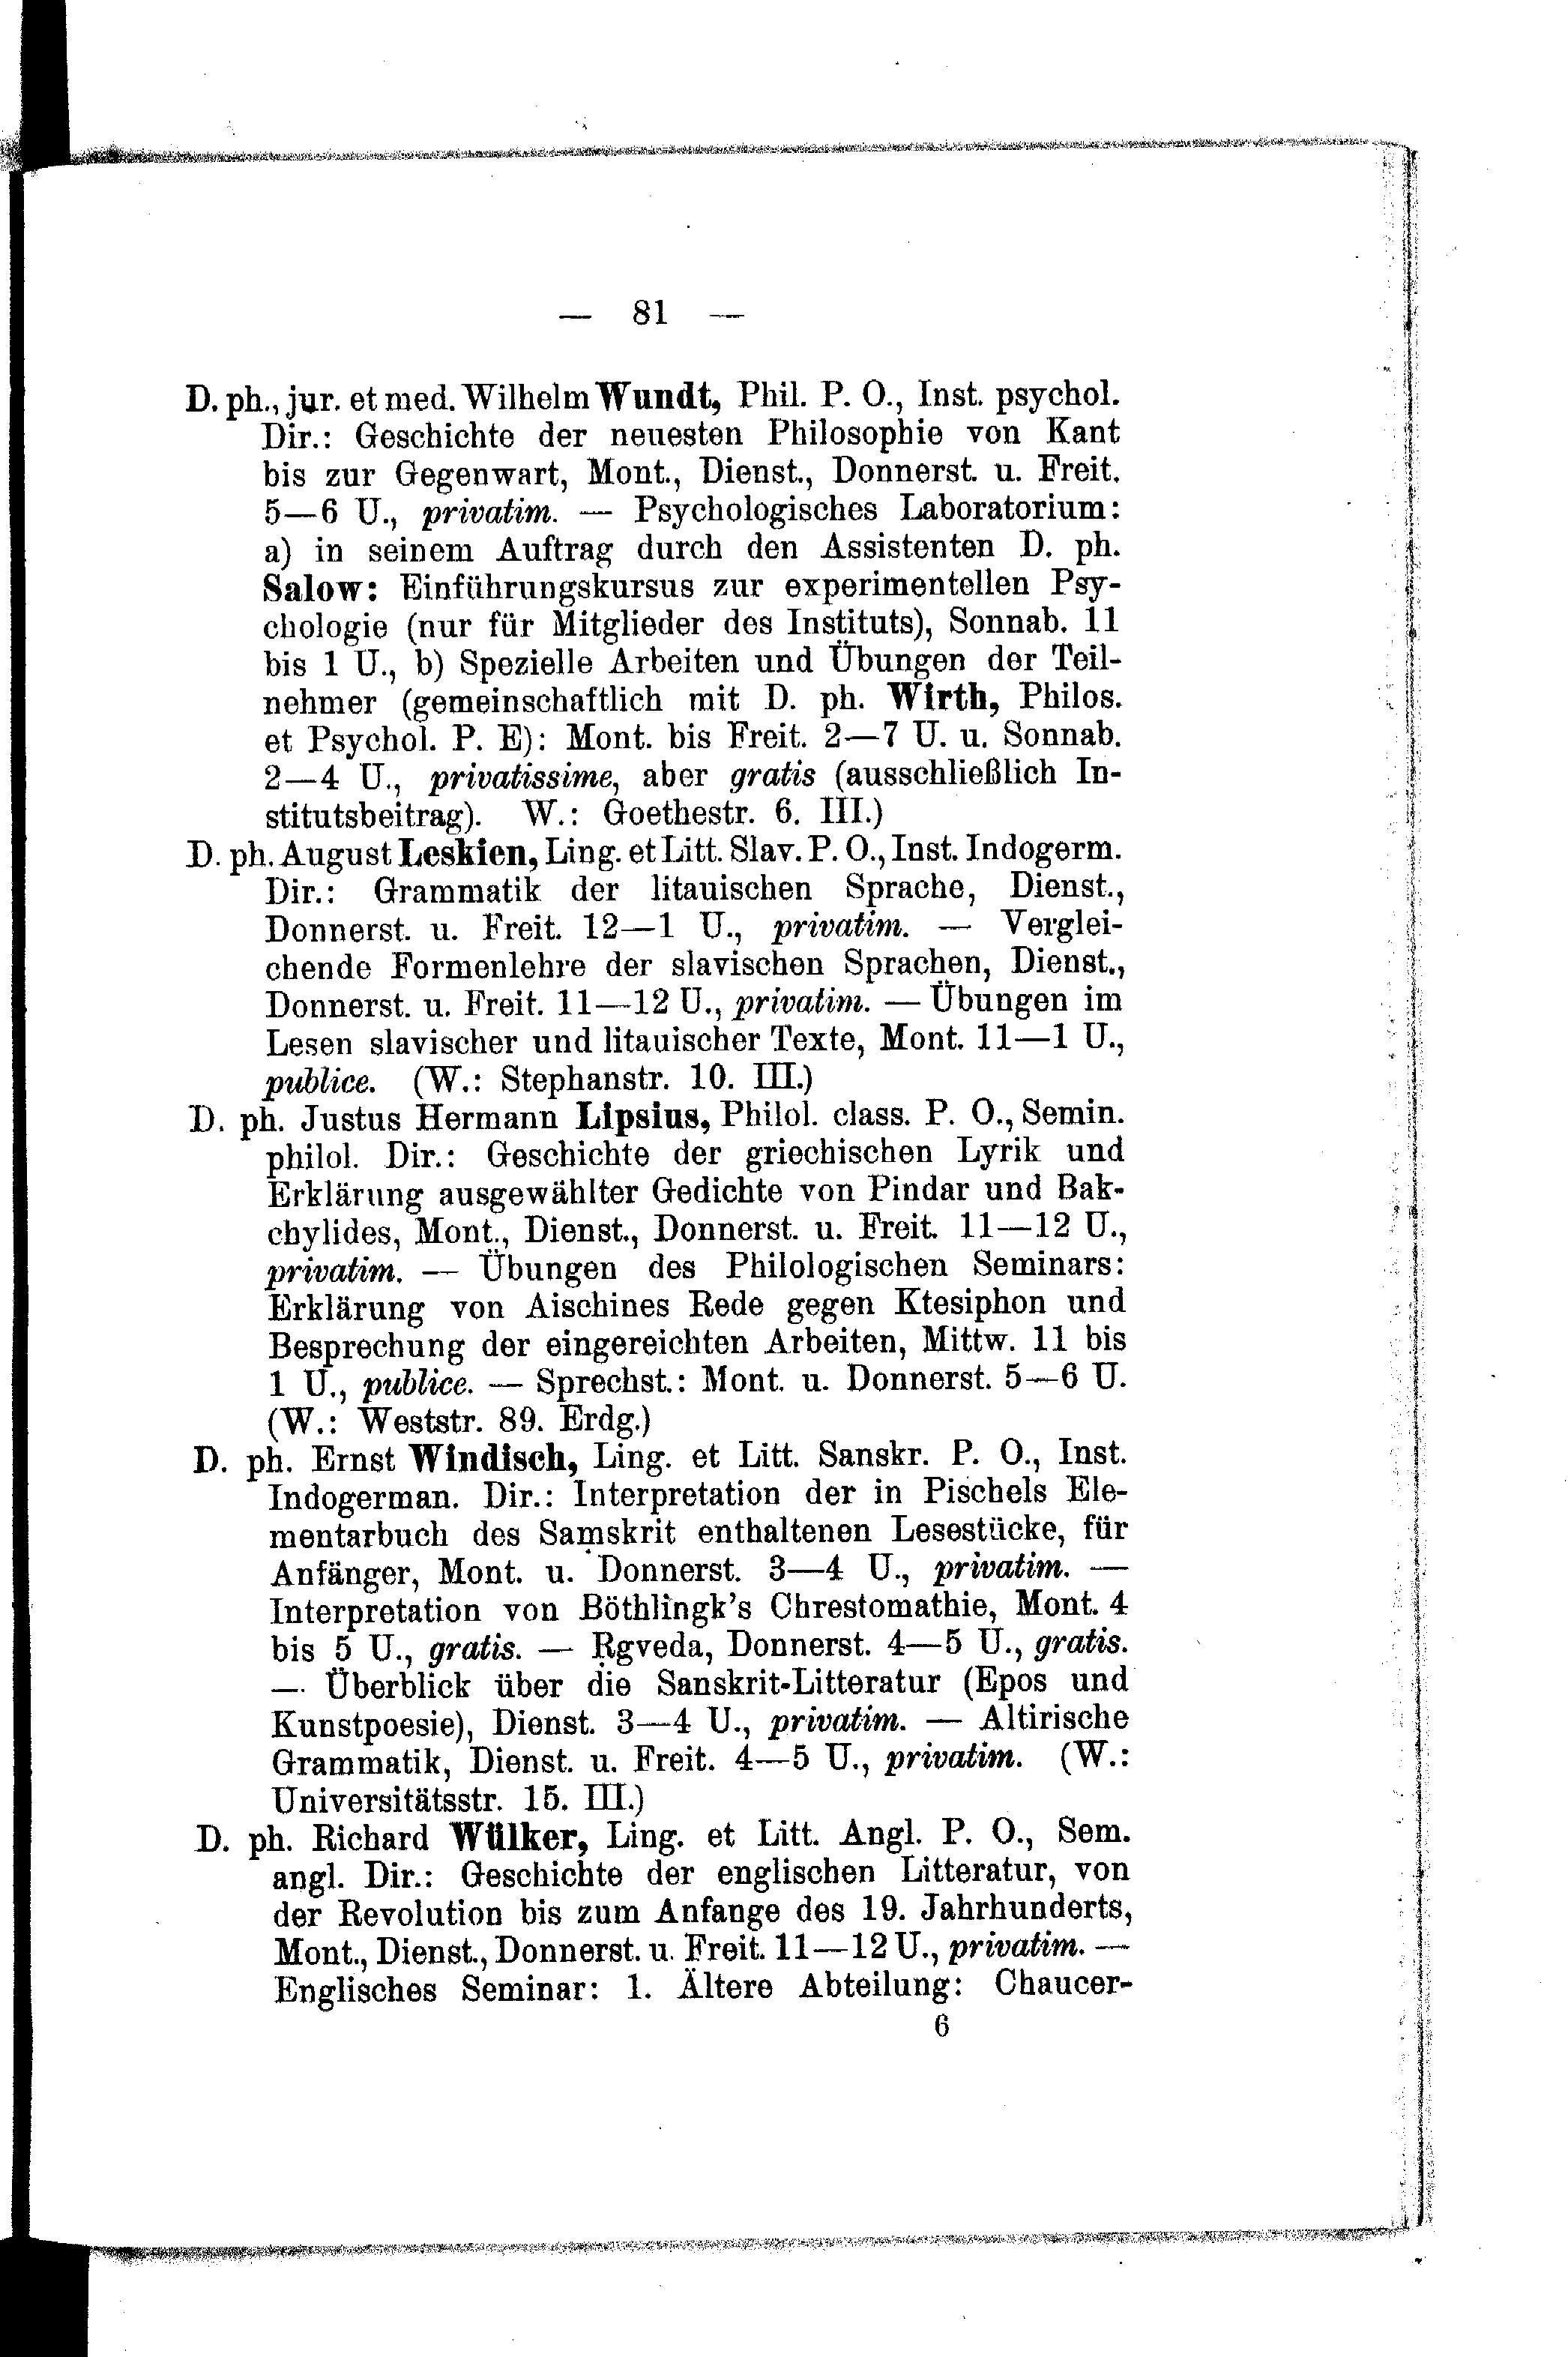 — 81 —
D. ph., jur. et med. Wilhelm Wundt, Phil. P. O., Inst. psychol.
Dir.: Geschichte der neuesten Philosophie von Kant
bis zur Gegenwart, Mont., Dienst., Donnerst. u. Freit.
5—6 U., privatim. — Psychologisches Laboratorium:
a) in seinem Auftrag durch den Assistenten D. ph.
Salow: Einführungskursus zur experimentellen Psy-
chologie (nur für Mitglieder des Instituts), Sonnab. 11
bis 1 U., b) Spezielle Arbeiten und Übungen der Teil-
nehmer (gemeinschaftlich mit D. ph. Wirth, Philos.
et Psychol. P. E): Mont. bis Freit. 2—7 U. u. Sonnab.
2—4 U., privatissime, aber gratis (ausschließlich In-
stitutsbeitrag). W.: Goethestr. 6. III.)
D. ph. August Leskien, Ling. et Litt. Slav. P. O., Inst. Indogerm.
Dir.: Grammatik der litauischen Sprache, Dienst.,
Donnerst. u. Freit. 12—1 U., privatim. — Verglei-
chende Formenlehre der slavischen Sprachen, Dienst.,
Donnerst. u. Freit. 11—12 U., privatim. — Übungen im
Lesen slavischer und litauischer Texte, Mont. 11—1 U.,
publice. (W.: Stephanstr. 10. III.)
D. ph. Justus Hermann Lipsius, Philol. class. P. O., Semin.
philol. Dir.: Geschichte der griechischen Lyrik und
Erklärung ausgewählter Gedichte von Pindar und Bak-
chylides, Mont., Dienst., Donnerst. u. Freit. 11—12 U.,
privatim. — Übungen des Philologischen Seminars:
Erklärung von Aischines Rede gegen Ktesiphon und
Besprechung der eingereichten Arbeiten, Mittw. 11 bis
1 U., publice. — Sprechst.: Mont. u. Donnerst. 5—6 U.
(W.: Weststr. 89. Erdg.)
D. ph. Ernst Windisch, Ling. et Litt. Sanskr. P. O., Inst.
Indogerman. Dir.: Interpretation der in Pischels Ele-
mentarbuch des Saṃskrit enthaltenen Lesestücke, für
Anfänger, Mont. u. Donnerst. 3—4 U., privatim. —
Interpretation von Böthlingk's Chrestomathie, Mont. 4
bis 5 U., gratis. — Ṛgveda, Donnerst. 4—5 U., gratis.
— Überblick über die Sanskrit-Litteratur (Epos und
Kunstpoesie), Dienst. 3—4 U., privatim. — Altirische
Grammatik, Dienst. u. Freit. 4—5 U., privatim. (W.:
Universitätsstr. 15. III.)
D. ph. Richard Wülker, Ling. et Litt. Angl. P. O., Sem.
angl. Dir.: Geschichte der englischen Litteratur, von
der Revolution bis zum Anfange des 19. Jahrhunderts,
Mont., Dienst., Donnerst. u. Freit. 11—12 U., privatim. —
Englisches Seminar: 1. Ältere Abteilung: Chaucer-
6